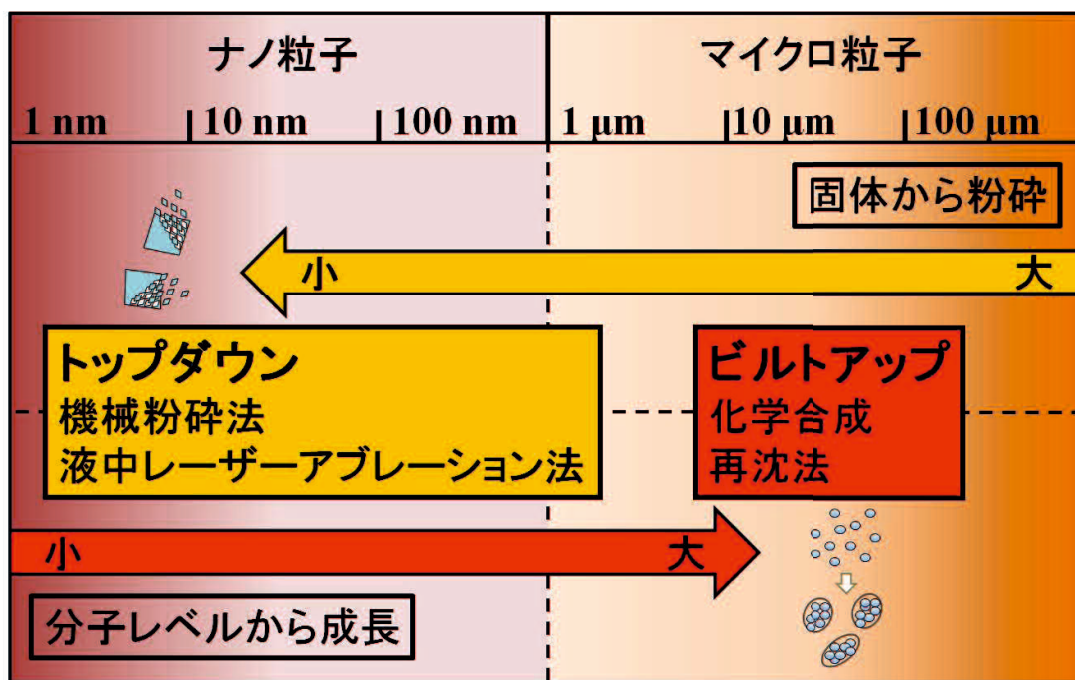 ナノ粒子
マイクロ粒子
1 nm 10 nm 100 nm 1 μm 10 μm 100 μm
固体から粉砕
小 大
トップダウン
機械粉砕法
液中レーザーアブレーション法
ビルトアップ
化学合成
再沈法
小 大
分子レベルから成長